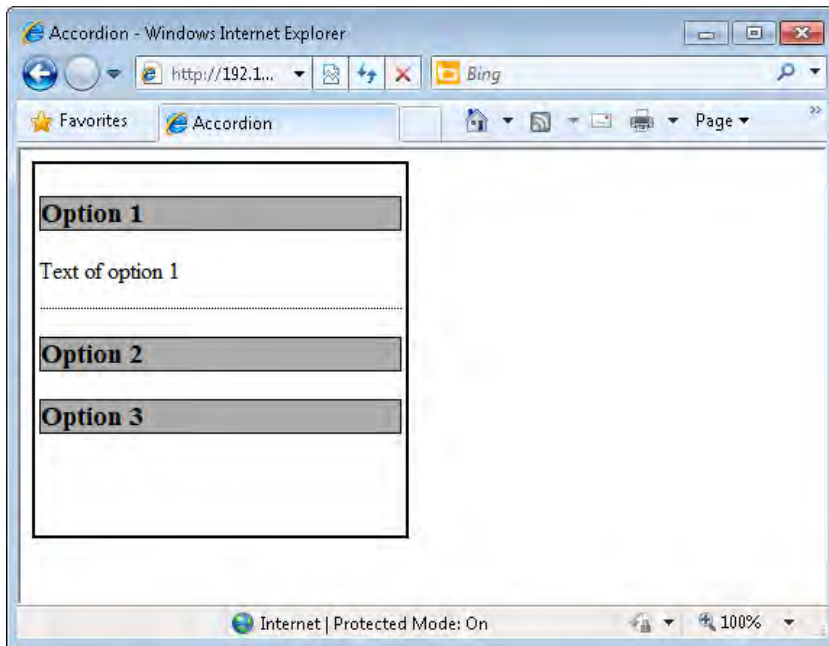 Accordion - Windows Internet Explorer
http://192.1...
Bing
Favorites
Accordion
Page
Option 1
Text of option 1
Option 2
Option 3
Internet | Protected Mode: On
100%